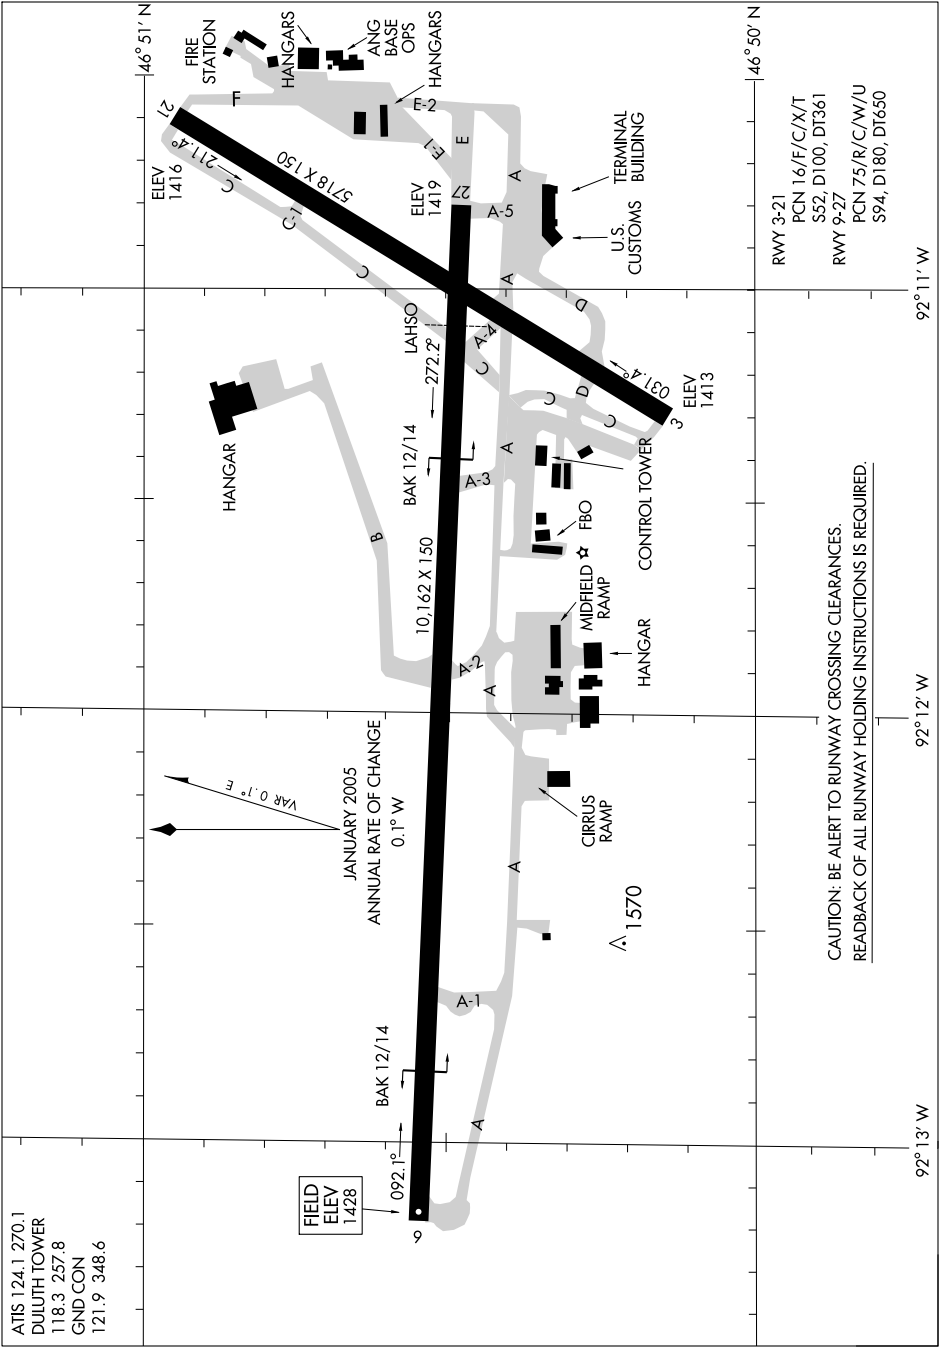 ATIS 124.1 270.1
DULUTH TOWER
118.3 257.8
GND CON
121.9 348.6
46°51' N
FIRE
STATION
HANGARS
ANG
BASE
OPS
HANGARS
F
E-2
E-1
E
21
211.4°
ELEV
1416
5718 X 150
C
C-1
C
ELEV
1419
27
A-5
A
TERMINAL
BUILDING
U.S.
CUSTOMS
46°50' N
RWY 3-21
PCN 16/F/C/X/T
S52, D100, DT361
RWY 9-27
PCN 75/R/C/W/U
S94, D180, DT650
92°11' W
A
D
LAHSO
A-4
C
272.2°
D
C
C
031.4°
ELEV
1413
3
HANGAR
BAK 12/14
A-3
A
CONTROL TOWER
FBO
B
10,162 X 150
MIDFIELD
RAMP
HANGAR
A-2
A
92°12' W
VAR 0.1° E
JANUARY 2005
ANNUAL RATE OF CHANGE
0.1° W
CIRRUS
RAMP
A
1570
A-1
BAK 12/14
A
092.1°
92°13' W
FIELD
ELEV
1428
9
CAUTION: BE ALERT TO RUNWAY CROSSING CLEARANCES.
READBACK OF ALL RUNWAY HOLDING INSTRUCTIONS IS REQUIRED.